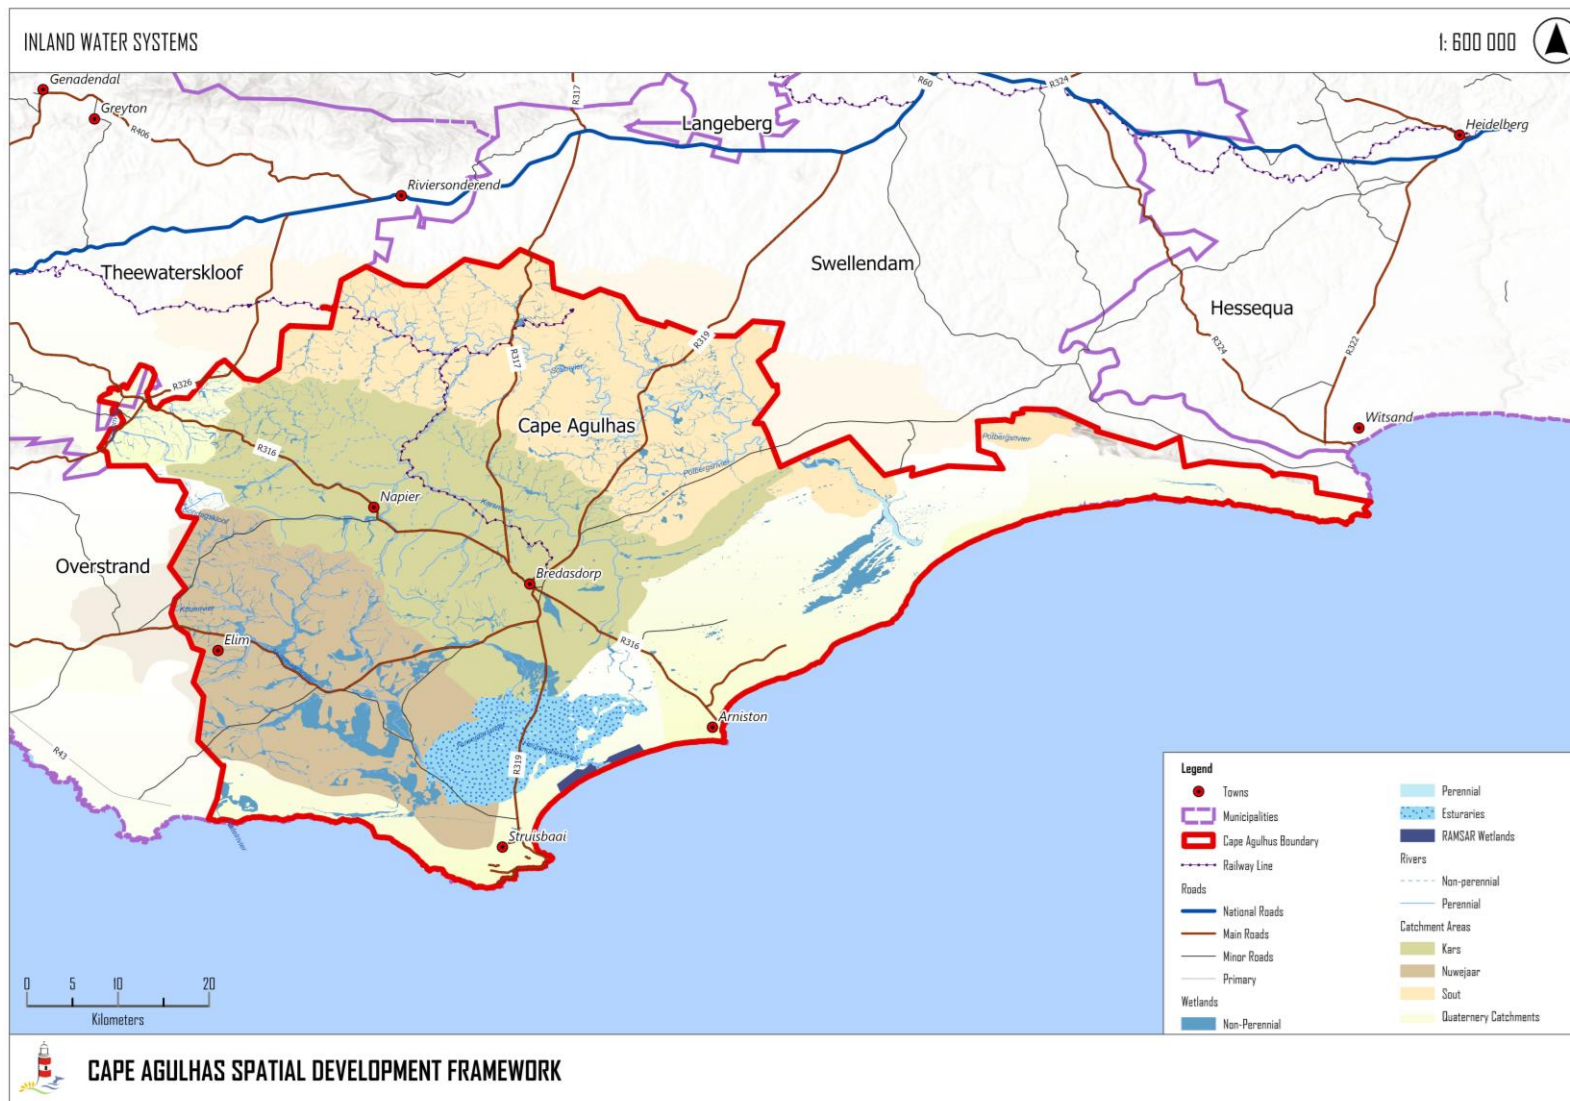 INLAND WATER SYSTEMS
1: 600 000
Genadendal
Greyton
R406
R317
Langeberg
R60
R324
Heidelberg
Riviersonderend
Theewaterskloof
Swellendam
Hessequa
R319
R317
R326
R324
R322
Cape Agulhas
Witsand
Potbergsrivier
R316
Potbergsrivier
Napier
Overstrand
Bredasdorp
Elim
R316
Arniston
R43
R319
Struisbaai
Legend
Towns
Municipalities
Cape Agulhus Boundary
Railway Line
Roads
National Roads
Main Roads
Minor Roads
Primary
Wetlands
Non-Perennial
Perennial
Esturaries
RAMSAR Wetlands
Rivers
Non-perennial
Perennial
Catchment Areas
Kars
Nuwejaar
Sout
Quaternery Catchments
0 5 10 20
Kilometers
CAPE AGULHAS SPATIAL DEVELOPMENT FRAMEWORK